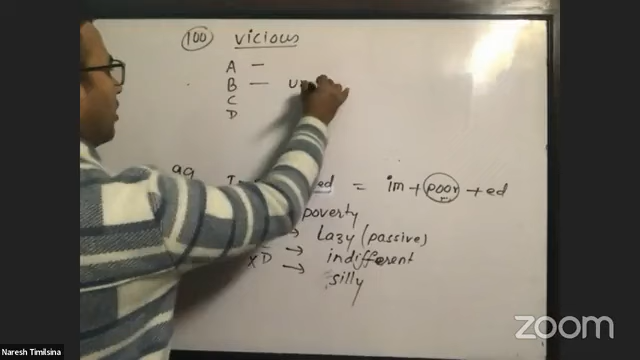 100 vicious
A —
B —
C
D
99 ed = im + poor + ed
poverty
→ Lazy (passive)
X D → indifferent
→ silly
Naresh Timilsina
zoom